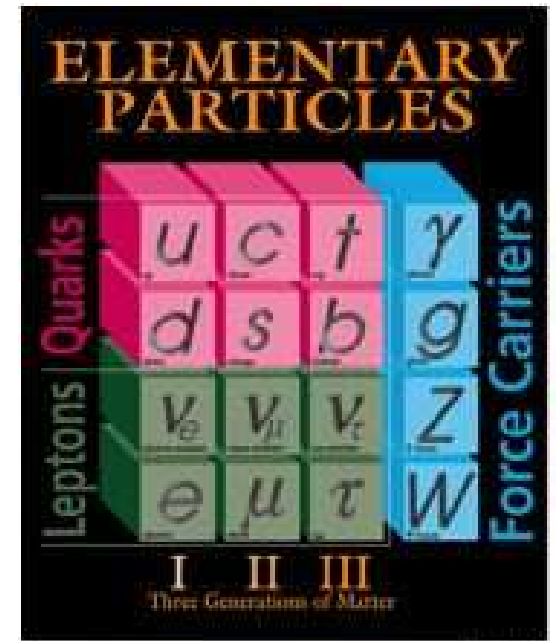 ELEMENTARY
PARTICLES
Quarks
u c t γ
d s b g
Leptons
νe νμ ντ Z
e μ τ W
Force Carriers
I II III
Three Generations of Matter